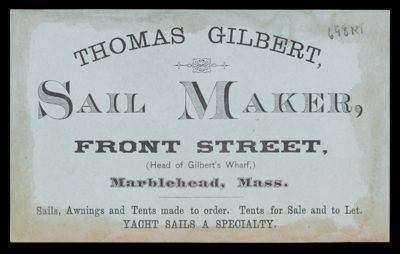 THOMAS GILBERT,
SAIL MAKER,
FRONT STREET,
(Head of Gilbert's Wharf,)
Marblehead, Mass.
Sails, Awnings and Tents made to order. Tents for Sale and to Let.
YACHT SAILS A SPECIALTY.